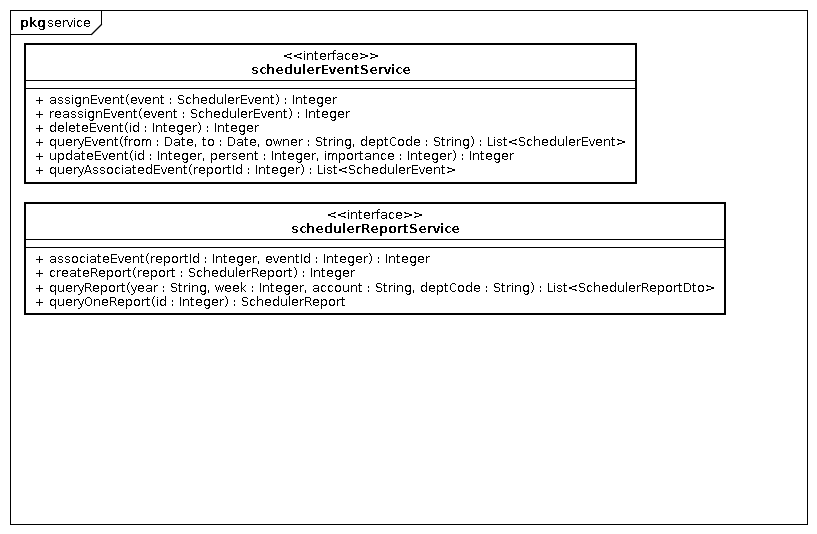 pkg service
<<interface>>
schedulerEventService
+ assignEvent(event : SchedulerEvent) : Integer
+ reassignEvent(event : SchedulerEvent) : Integer
+ deleteEvent(id : Integer) : Integer
+ queryEvent(from : Date, to : Date, owner : String, deptCode : String) : List<SchedulerEvent>
+ updateEvent(id : Integer, persent : Integer, importance : Integer) : Integer
+ queryAssociatedEvent(reportId : Integer) : List<SchedulerEvent>
<<interface>>
schedulerReportService
+ associateEvent(reportId : Integer, eventId : Integer) : Integer
+ createReport(report : SchedulerReport) : Integer
+ queryReport(year : String, week : Integer, account : String, deptCode : String) : List<SchedulerReportDto>
+ queryOneReport(id : Integer) : SchedulerReport